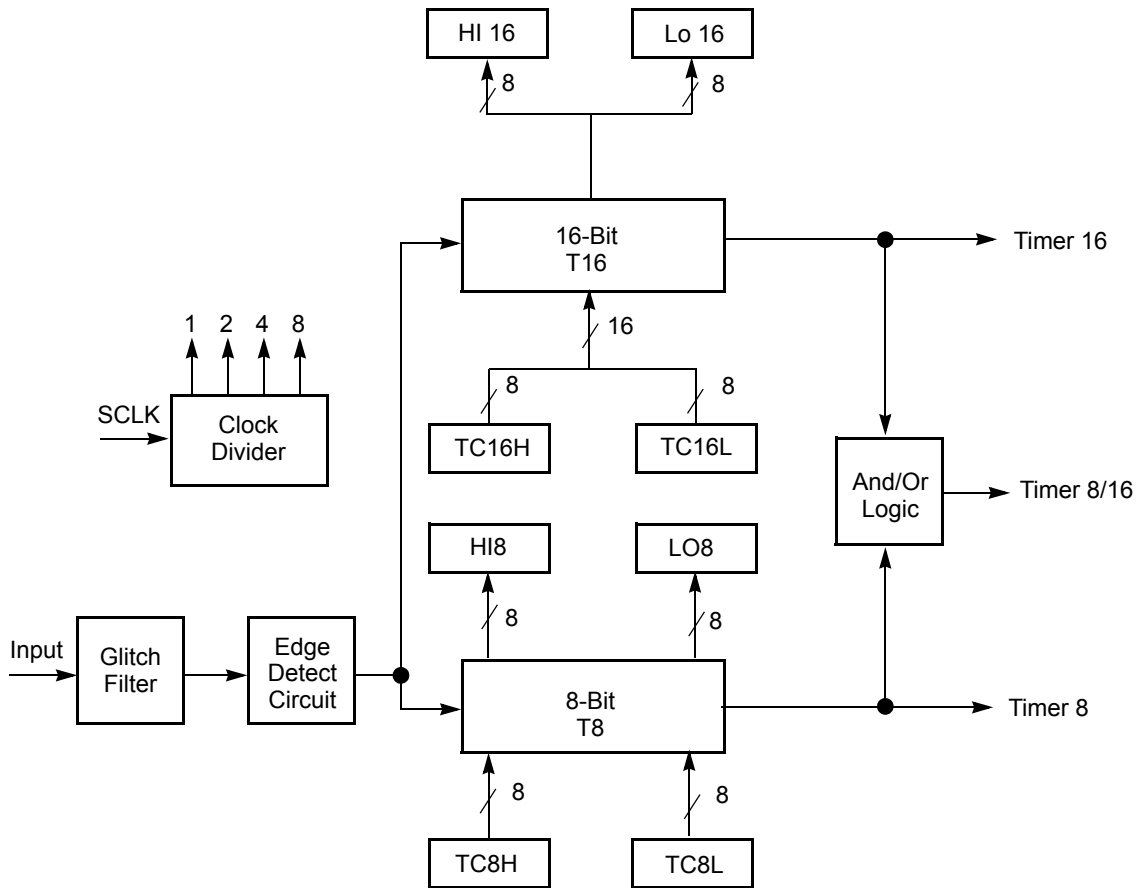 HI 16
Lo 16
8
8
16-Bit
T16
Timer 16
16
1 2 4 8
8
8
SCLK
Clock
Divider
TC16H
TC16L
And/Or
Logic
Timer 8/16
HI8
LO8
8
8
Input
Glitch
Filter
Edge
Detect
Circuit
8-Bit
T8
Timer 8
8
8
TC8H
TC8L